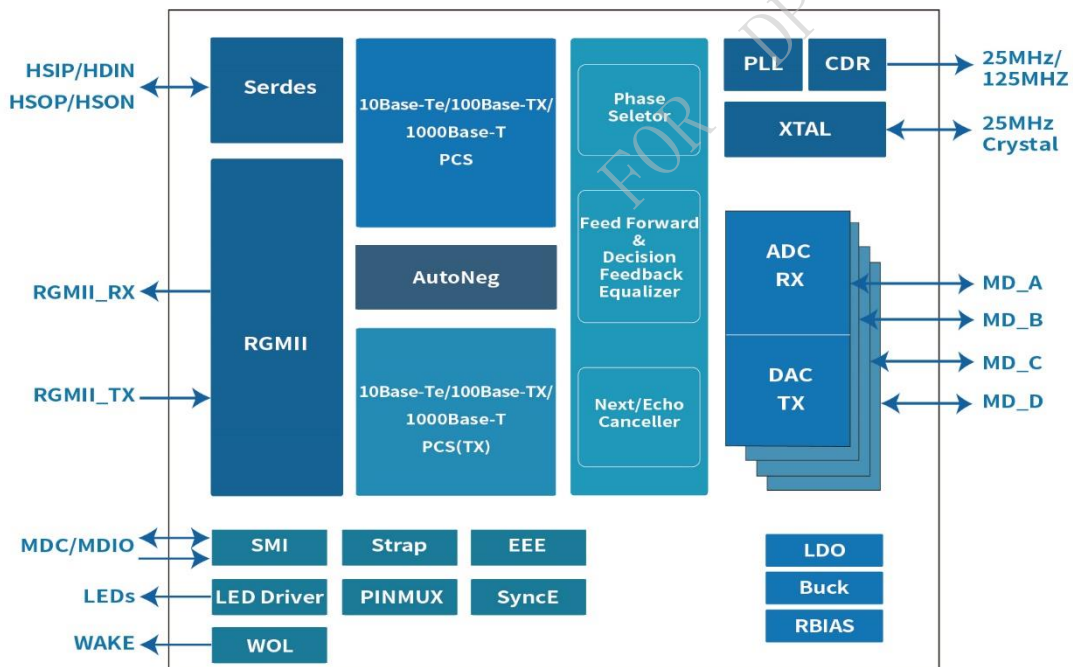 HSIP/HDIN
HSOP/HSON
RGMII_RX
RGMII_TX
MDC/MDIO
LEDs
WAKE
Serdes
RGMII
10Base-Te/100Base-TX/
1000Base-T
PCS
AutoNeg
10Base-Te/100Base-TX/
1000Base-T
PCS(TX)
Phase
Seletor
Feed Forward
&
Decision
Feedback
Equalizer
Next/Echo
Canceller
PLL
CDR
XTAL
25MHz/
125MHZ
25MHz
Crystal
ADC
RX
DAC
TX
MD_A
MD_B
MD_C
MD_D
SMI
Strap
EEE
LED Driver
PINMUX
SyncE
WOL
LDO
Buck
RBIAS
FOR